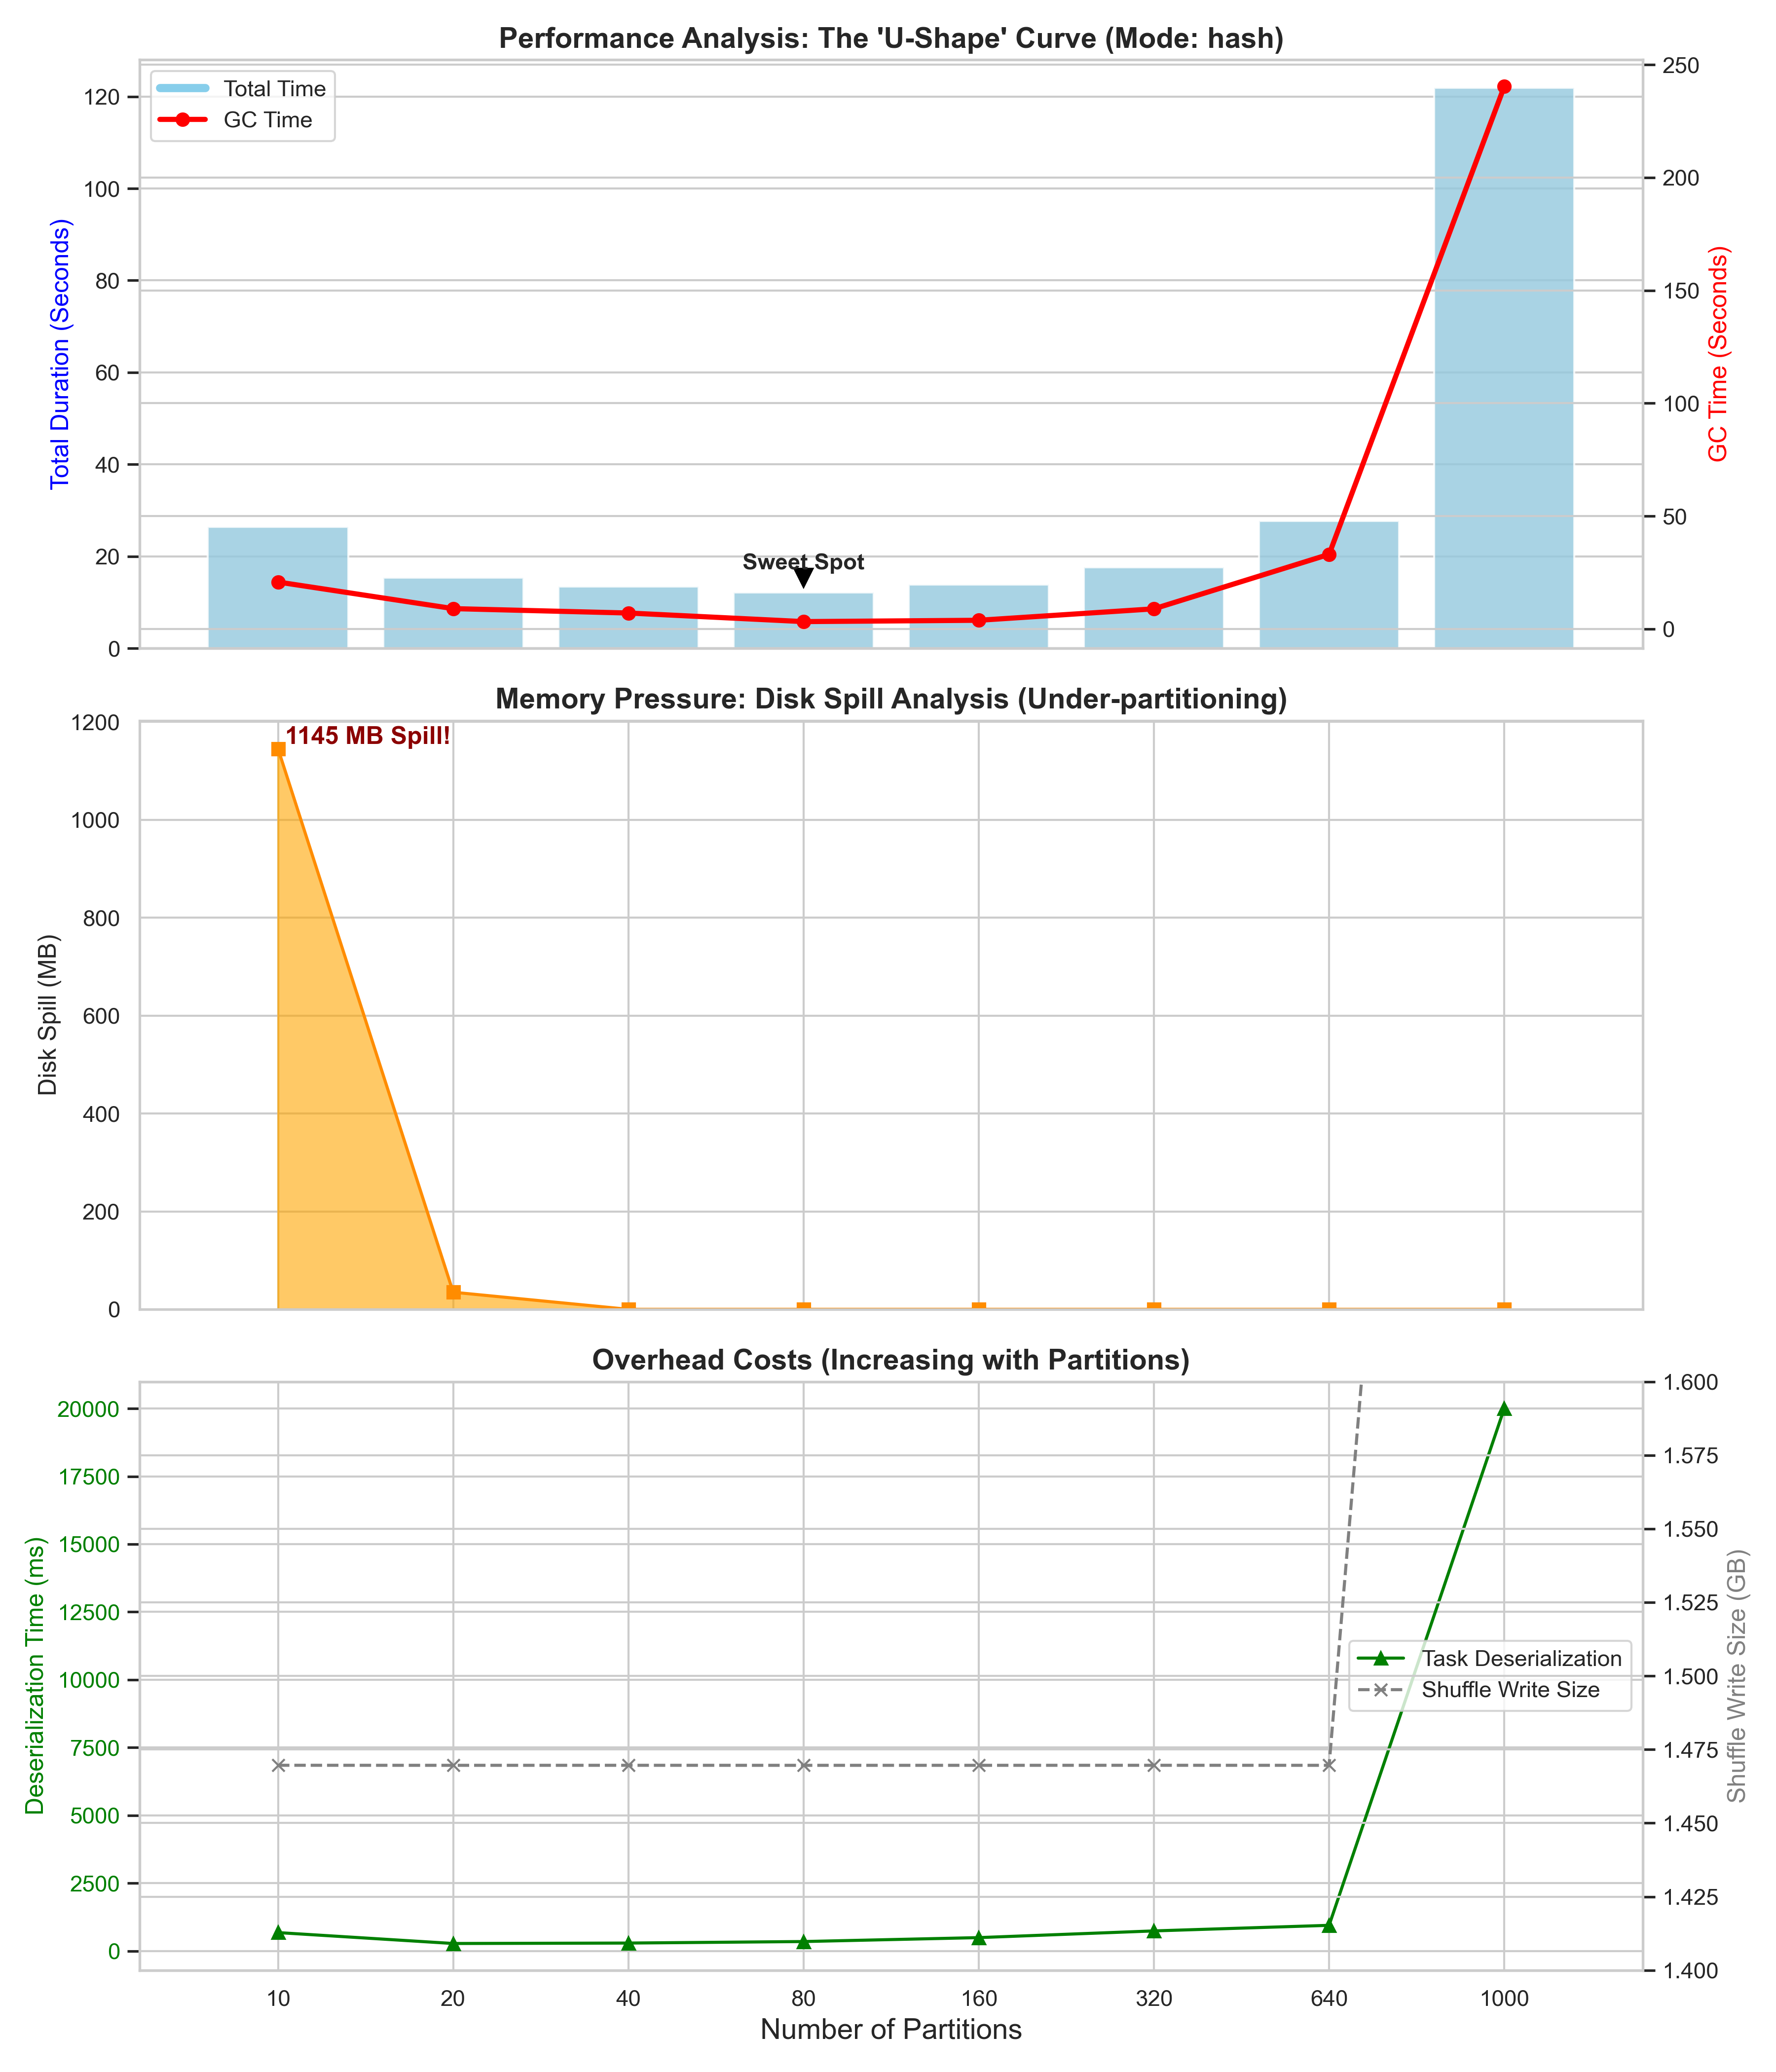 Performance Analysis: The 'U-Shape' Curve (Mode: hash)
Total Time
GC Time
Total Duration (Seconds)
120
100
80
60
40
20
0
Sweet Spot
250
200
150
100
50
0
GC Time (Seconds)
Memory Pressure: Disk Spill Analysis (Under-partitioning)
1145 MB Spill!
Disk Spill (MB)
1200
1000
800
600
400
200
0
Overhead Costs (Increasing with Partitions)
Deserialization Time (ms)
20000
17500
15000
12500
10000
7500
5000
2500
0
Task Deserialization
Shuffle Write Size
1.600
1.575
1.550
1.525
1.500
1.475
1.450
1.425
1.400
Shuffle Write Size (GB)
10 20 40 80 160 320 640 1000
Number of Partitions